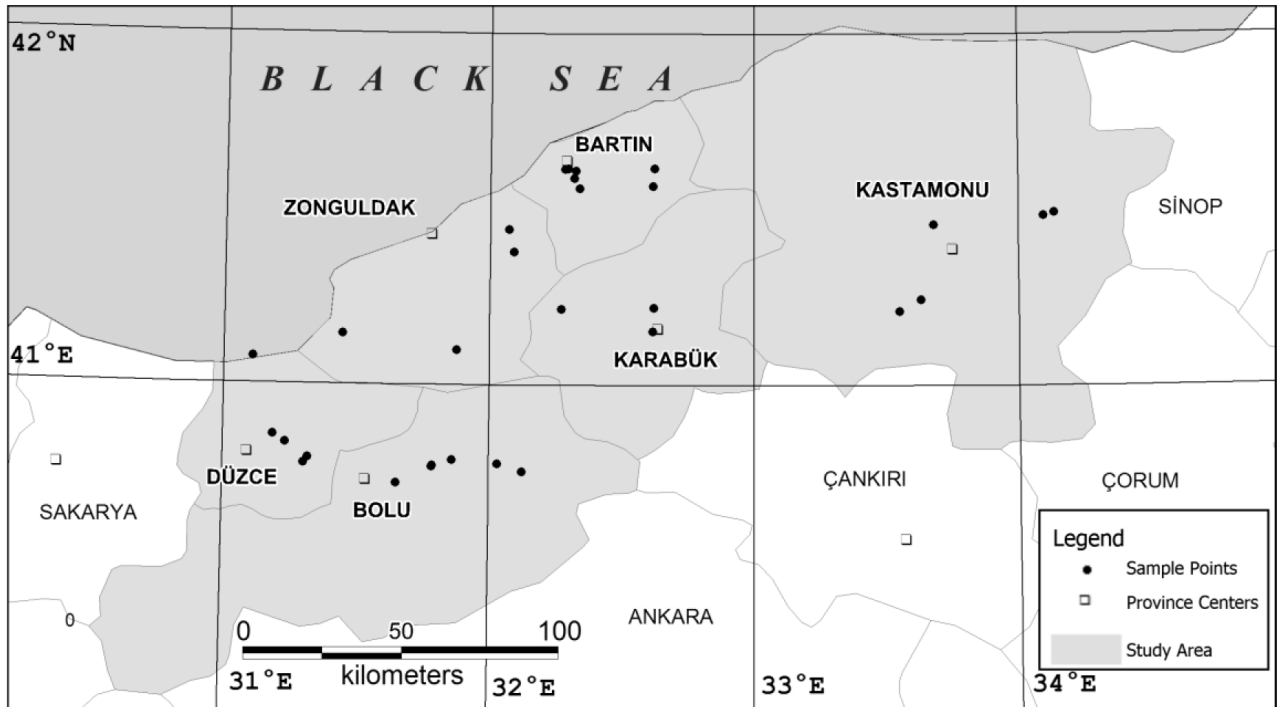 42°N
B L A C K S E A
BARTIN
ZONGULDAK
KASTAMONU
SİNOP
41°E
KARABÜK
DÜZCE
BOLU
SAKARYA
ÇANKIRI
ÇORUM
ANKARA
0
0 50 100
kilometers
31°E
32°E
33°E
34°E
Legend
Sample Points
Province Centers
Study Area